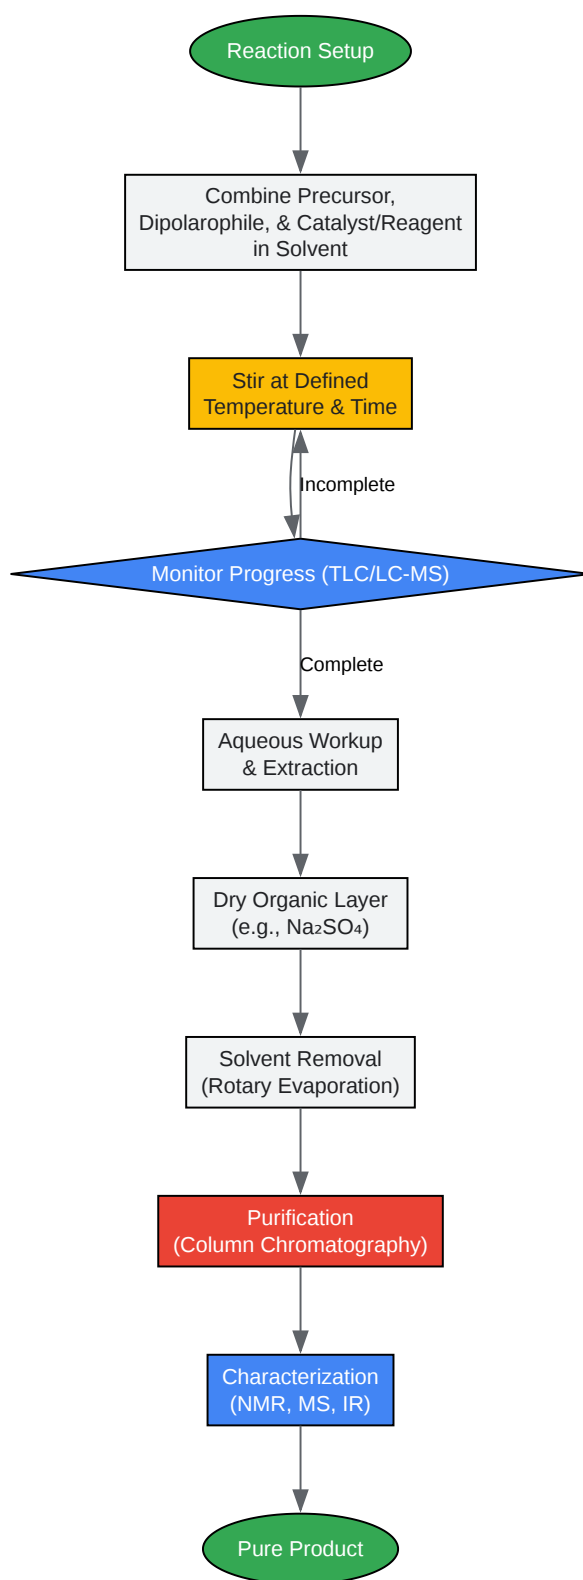 Reaction Setup
Combine Precursor,
Dipolarophile, & Catalyst/Reagent
in Solvent
Stir at Defined
Temperature & Time
Incomplete
Monitor Progress (TLC/LC-MS)
Complete
Aqueous Workup
& Extraction
Dry Organic Layer
(e.g., Na₂SO₄)
Solvent Removal
(Rotary Evaporation)
Purification
(Column Chromatography)
Characterization
(NMR, MS, IR)
Pure Product